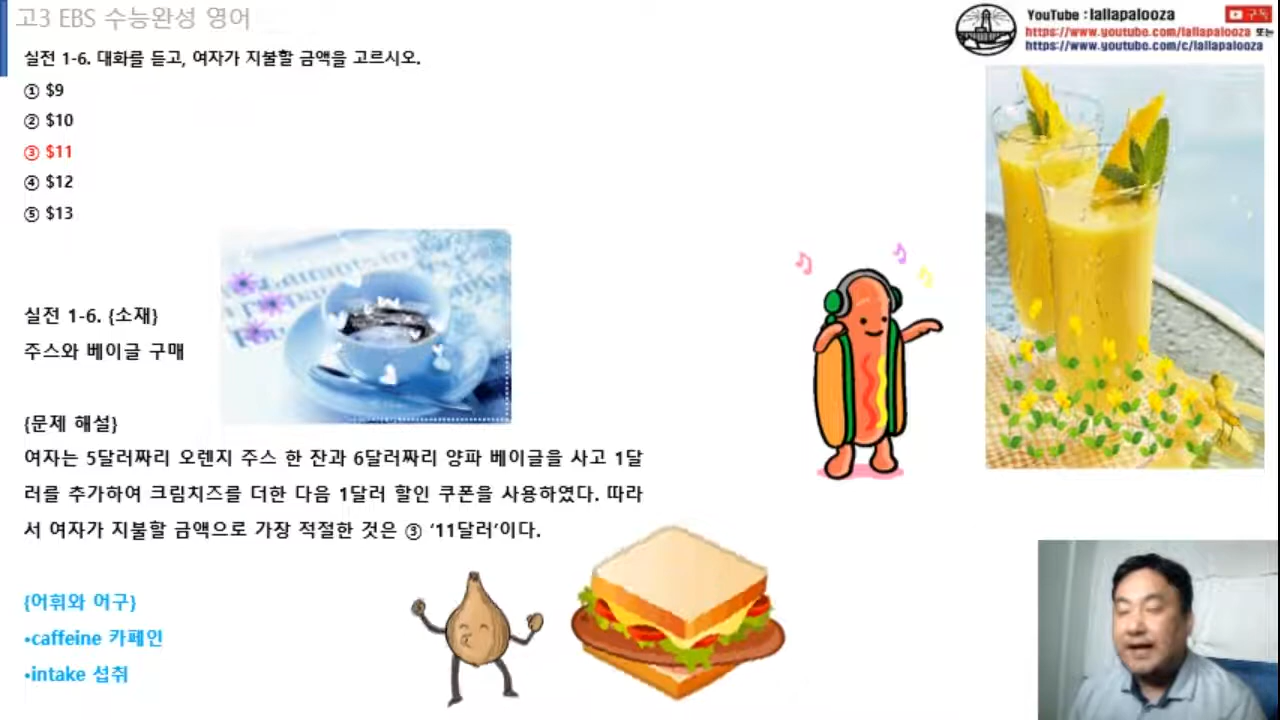 고3 EBS 수능완성 영어
YouTube : lallapalooza
구독
https://www.youtube.com/lallapalooza 또는
https://www.youtube.com/c/lallapalooza
실전 1-6. 대화를 듣고, 여자가 지불할 금액을 고르시오.
① $9
② $10
③ $11
④ $12
⑤ $13
실전 1-6. {소재}
주스와 베이글 구매
{문제 해설}
여자는 5달러짜리 오렌지 주스 한 잔과 6달러짜리 양파 베이글을 사고 1달
러를 추가하여 크림치즈를 더한 다음 1달러 할인 쿠폰을 사용하였다. 따라
서 여자가 지불할 금액으로 가장 적절한 것은 ③ ‘11달러’이다.
{어휘와 어구}
•caffeine 카페인
•intake 섭취